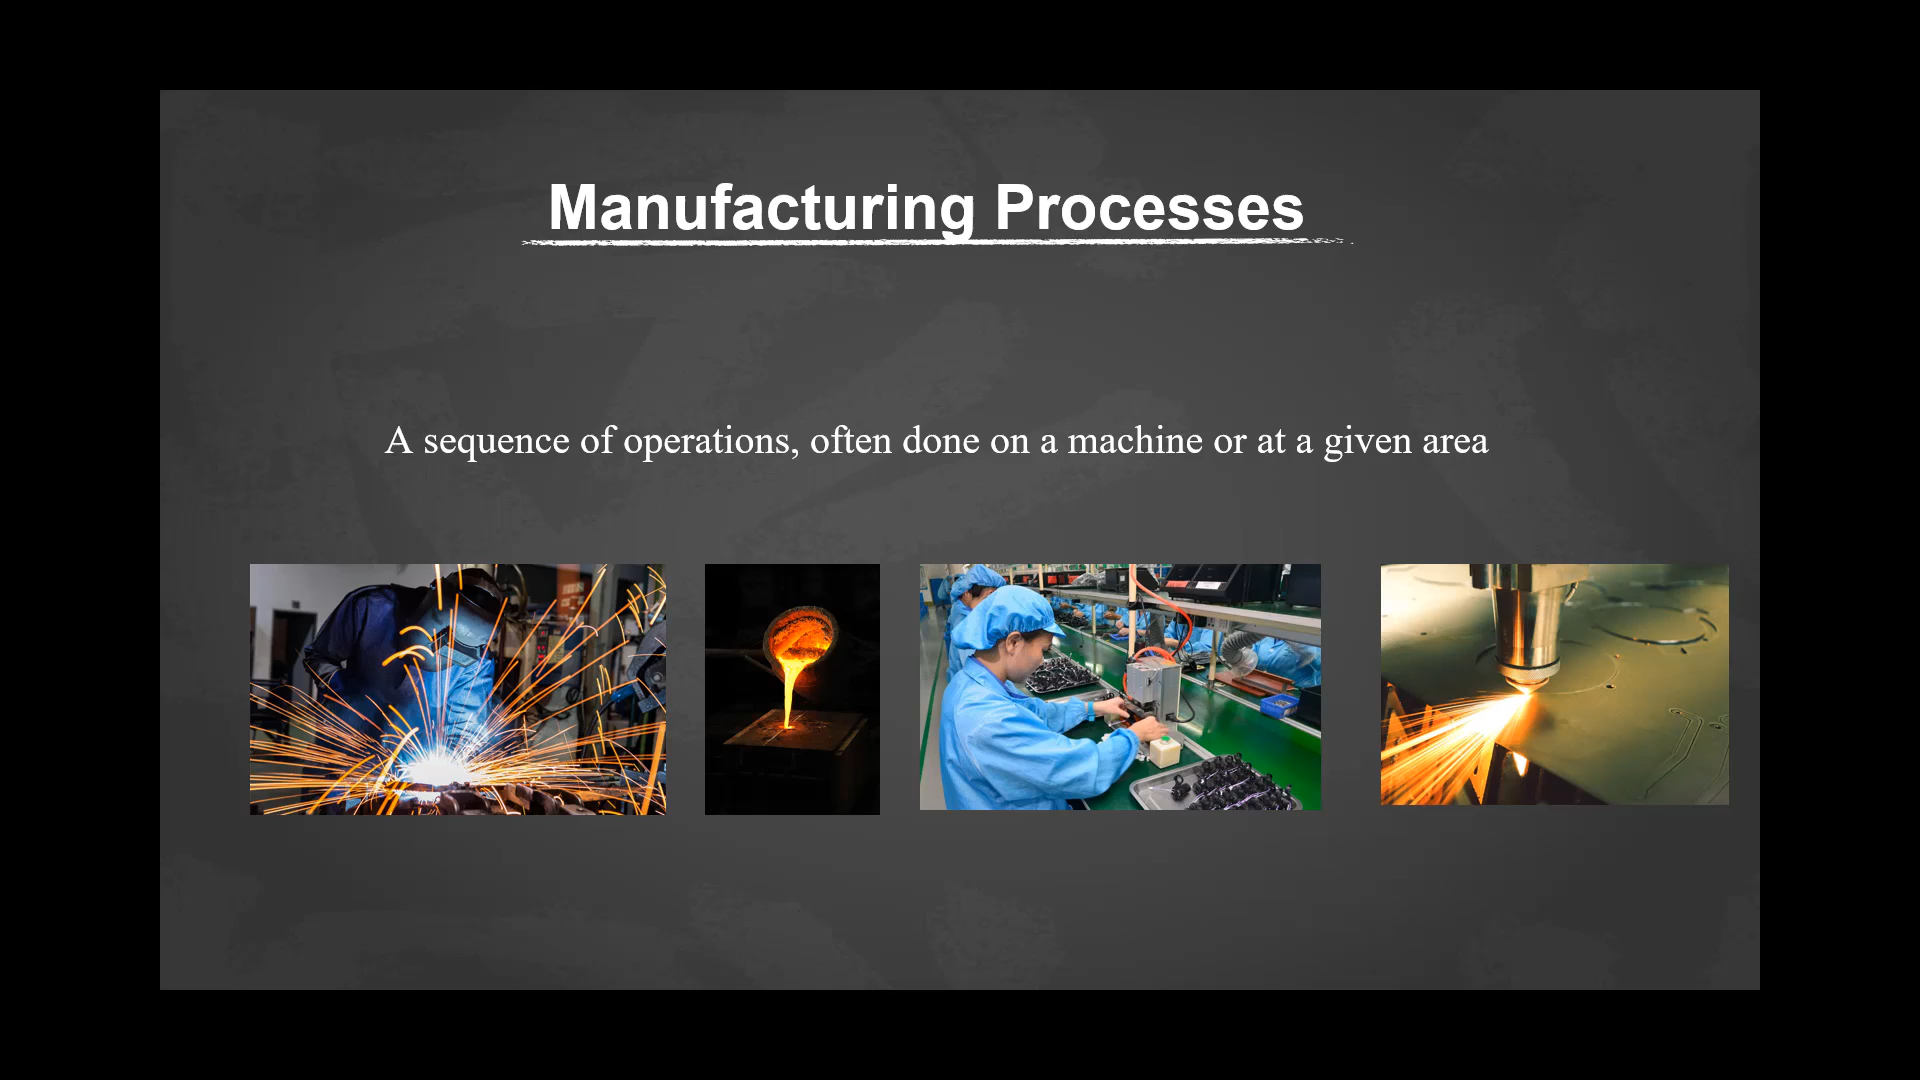 Manufacturing Processes
A sequence of operations, often done on a machine or at a given area